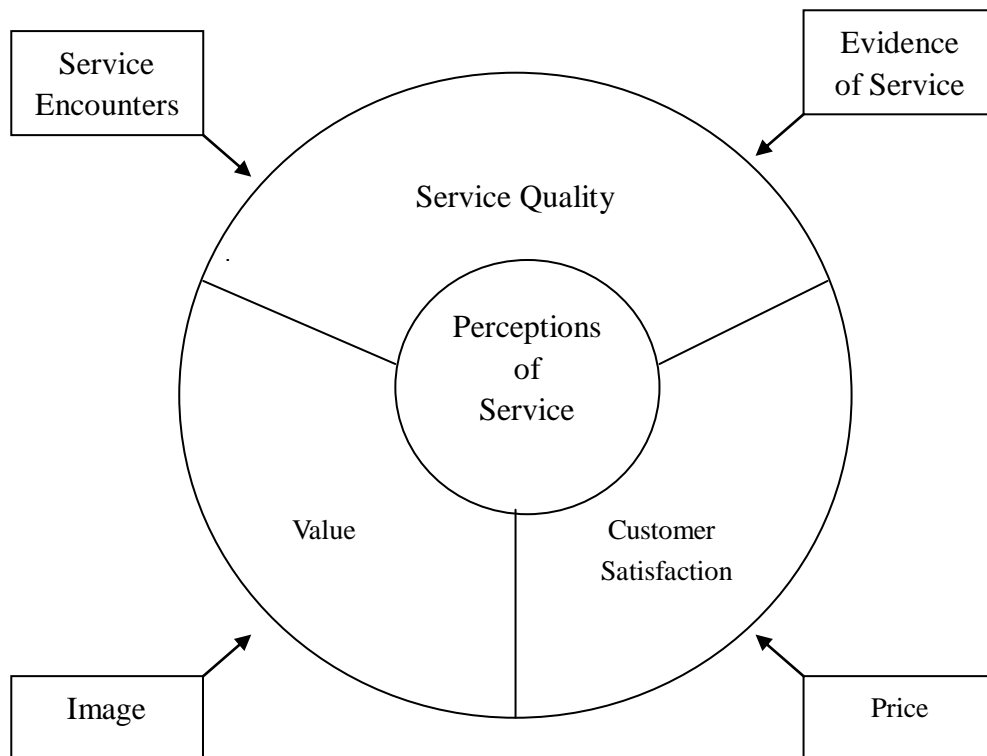 Service
Encounters
Evidence
of Service
Service Quality
Perceptions
of
Service
Value
Customer
Satisfaction
Image
Price